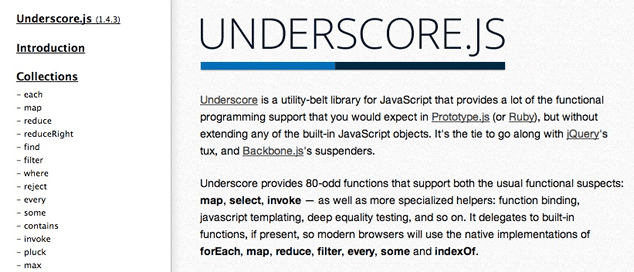 Underscore.js (1.4.3)
Introduction
Collections
- each
- map
- reduce
- reduceRight
- find
- filter
- where
- reject
- every
- some
- contains
- invoke
- pluck
- max
UNDERSCORE.JS
Underscore is a utility-belt library for JavaScript that provides a lot of the functional
programming support that you would expect in Prototype.js (or Ruby), but without
extending any of the built-in JavaScript objects. It's the tie to go along with jQuery's
tux, and Backbone.js's suspenders.
Underscore provides 80-odd functions that support both the usual functional suspects:
map, select, invoke — as well as more specialized helpers: function binding,
javascript templating, deep equality testing, and so on. It delegates to built-in
functions, if present, so modern browsers will use the native implementations of
forEach, map, reduce, filter, every, some and indexOf.